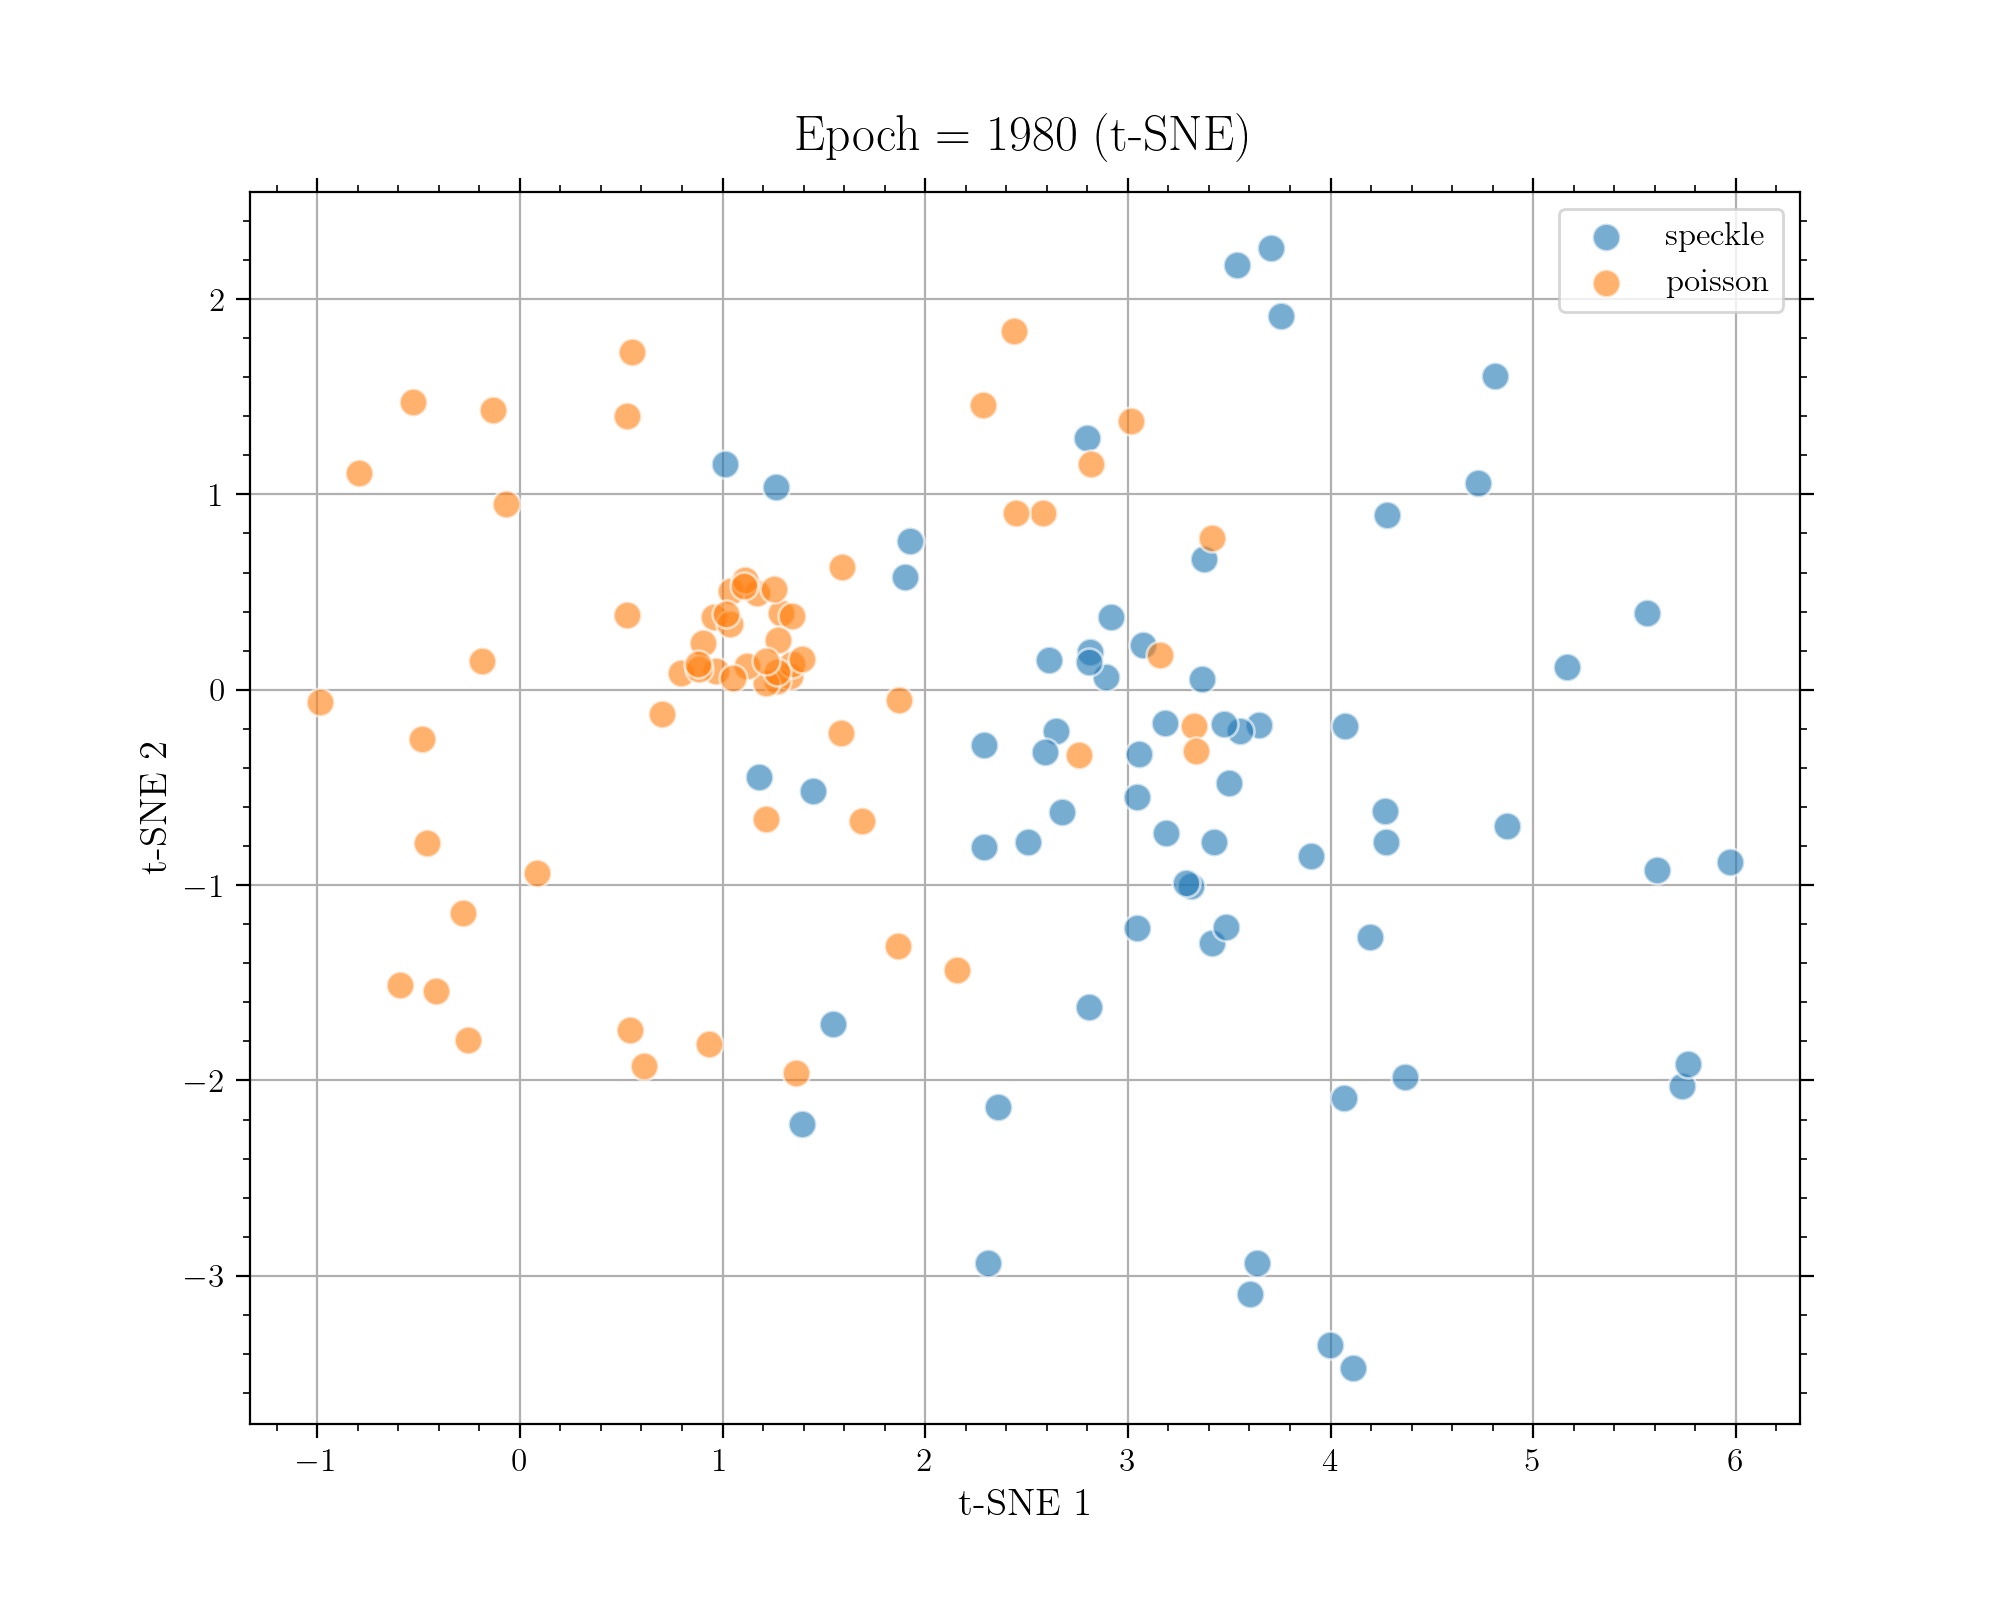 Epoch = 1980 (t-SNE)
speckle
poisson
2
1
0
−1
−2
−3
t-SNE 2
−1 0 1 2 3 4 5 6
t-SNE 1